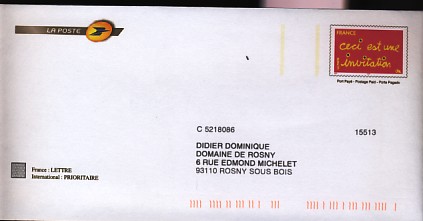 LA POSTE
FRANCE
ceci est une
invitation
Port Payé - Postage Paid - Porte Pagado
C 5218086
15513
DIDIER DOMINIQUE
DOMAINE DE ROSNY
6 RUE EDMOND MICHELET
93110 ROSNY SOUS BOIS
France : LETTRE
International : PRIORITAIRE